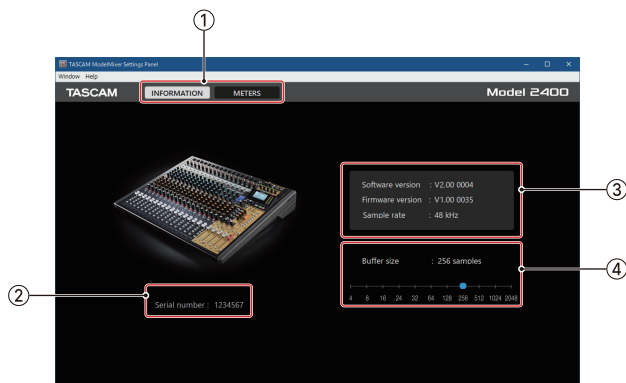 ①
TASCAM ModelMixer Settings Panel
Window Help
TASCAM INFORMATION METERS Model 2400
Software version : V2.00 0004
Firmware version : V1.00 0035
Sample rate : 48 kHz
③
Buffer size : 256 samples
④
4 8 16 24 32 64 128 256 512 1024 2048
②
Serial number : 1234567